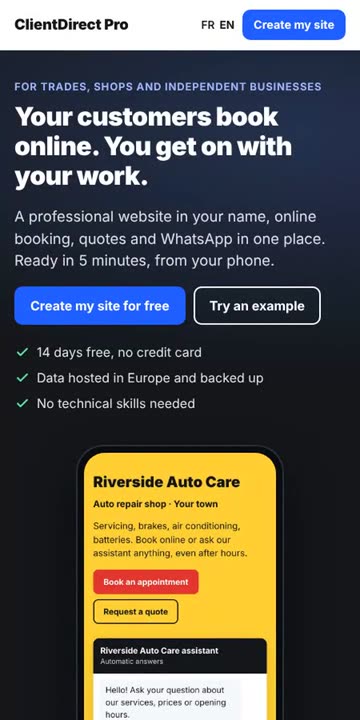 ClientDirect Pro
FR EN
Create my site
FOR TRADES, SHOPS AND INDEPENDENT BUSINESSES
Your customers book
online. You get on with
your work.
A professional website in your name, online
booking, quotes and WhatsApp in one place.
Ready in 5 minutes, from your phone.
Create my site for free
Try an example
14 days free, no credit card
Data hosted in Europe and backed up
No technical skills needed
Riverside Auto Care
Auto repair shop · Your town
Servicing, brakes, air conditioning,
batteries. Book online or ask our
assistant anything, even after hours.
Book an appointment
Request a quote
Riverside Auto Care assistant
Automatic answers
Hello! Ask your question about
our services, prices or opening
hours.